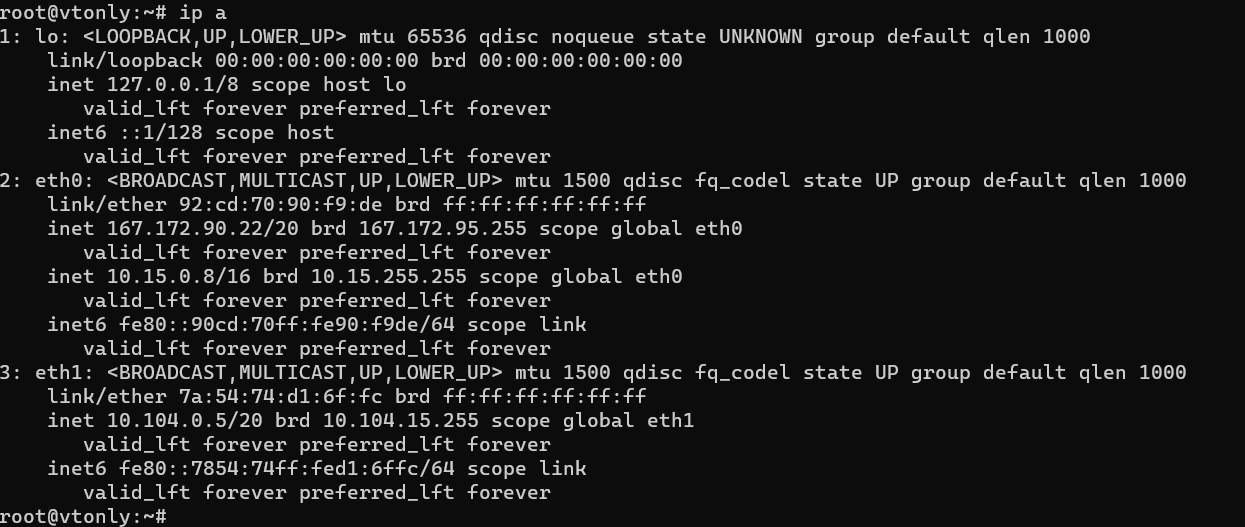 root@vtonly:~# ip a
1: lo: <LOOPBACK,UP,LOWER_UP> mtu 65536 qdisc noqueue state UNKNOWN group default qlen 1000
    link/loopback 00:00:00:00:00:00 brd 00:00:00:00:00:00
    inet 127.0.0.1/8 scope host lo
       valid_lft forever preferred_lft forever
    inet6 ::1/128 scope host
       valid_lft forever preferred_lft forever
2: eth0: <BROADCAST,MULTICAST,UP,LOWER_UP> mtu 1500 qdisc fq_codel state UP group default qlen 1000
    link/ether 92:cd:70:90:f9:de brd ff:ff:ff:ff:ff:ff
    inet 167.172.90.22/20 brd 167.172.95.255 scope global eth0
       valid_lft forever preferred_lft forever
    inet 10.15.0.8/16 brd 10.15.255.255 scope global eth0
       valid_lft forever preferred_lft forever
    inet6 fe80::90cd:70ff:fe90:f9de/64 scope link
       valid_lft forever preferred_lft forever
3: eth1: <BROADCAST,MULTICAST,UP,LOWER_UP> mtu 1500 qdisc fq_codel state UP group default qlen 1000
    link/ether 7a:54:74:d1:6f:fc brd ff:ff:ff:ff:ff:ff
    inet 10.104.0.5/20 brd 10.104.15.255 scope global eth1
       valid_lft forever preferred_lft forever
    inet6 fe80::7854:74ff:fed1:6ffc/64 scope link
       valid_lft forever preferred_lft forever
root@vtonly:~#